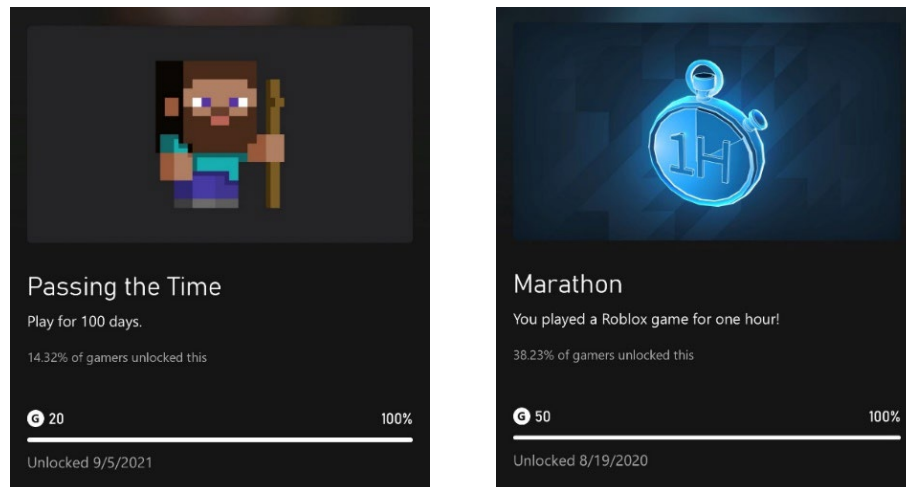 Passing the Time
Play for 100 days.
14.32% of gamers unlocked this
G 20 100%
Unlocked 9/5/2021
1H
Marathon
You played a Roblox game for one hour!
38.23% of gamers unlocked this
G 50 100%
Unlocked 8/19/2020